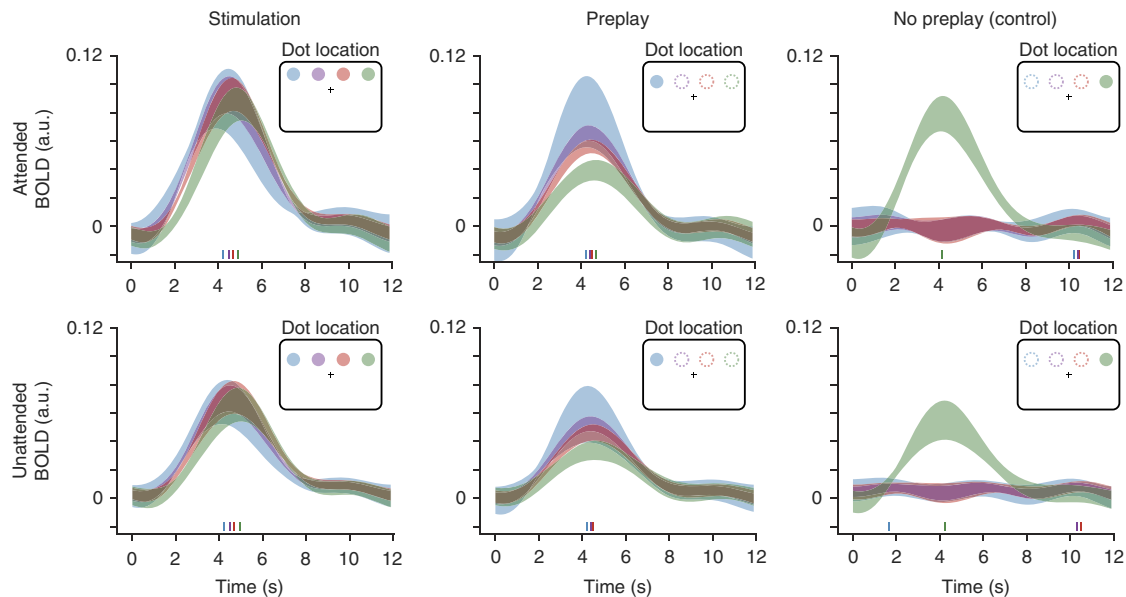 Stimulation
Preplay
No preplay (control)
Attended
BOLD (a.u.)
0.12
0
Dot location
0 2 4 6 8 10 12
0.12
0
Dot location
0 2 4 6 8 10 12
0.12
0
Dot location
0 2 4 6 8 10 12
Unattended
BOLD (a.u.)
0.12
0
Dot location
0 2 4 6 8 10 12
Time (s)
0.12
0
Dot location
0 2 4 6 8 10 12
Time (s)
0.12
0
Dot location
0 2 4 6 8 10 12
Time (s)